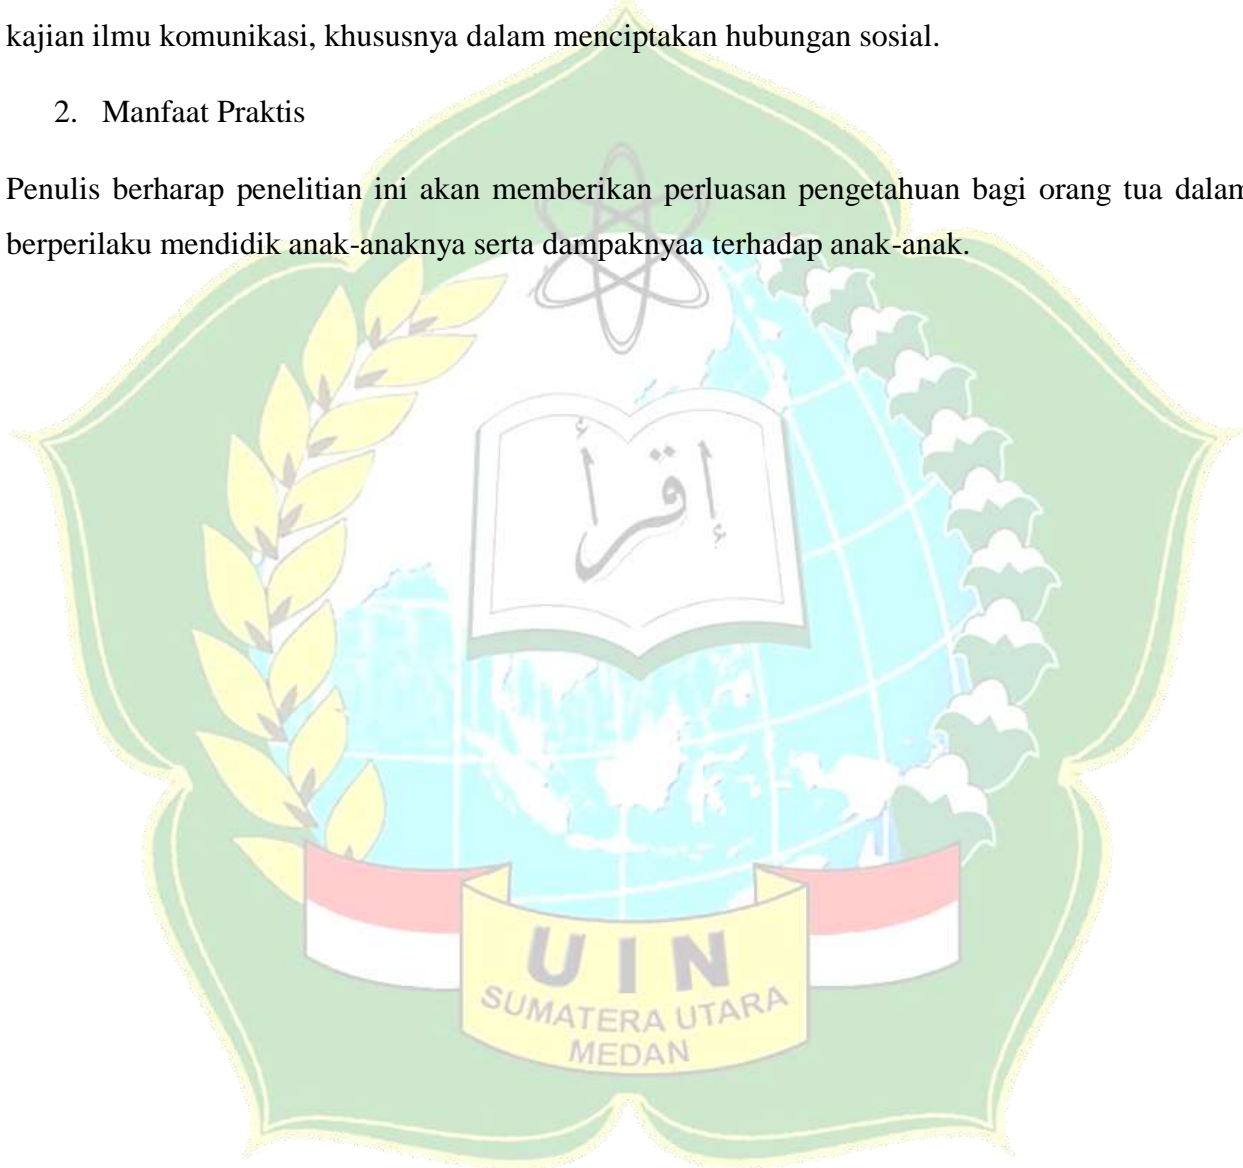 kajian ilmu komunikasi, khususnya dalam menciptakan hubungan sosial.
2. Manfaat Praktis
Penulis berharap penelitian ini akan memberikan perluasan pengetahuan bagi orang tua dalam
berperilaku mendidik anak-anaknya serta dampaknyaa terhadap anak-anak.
إقرأ
UIN
SUMATERA UTARA
MEDAN